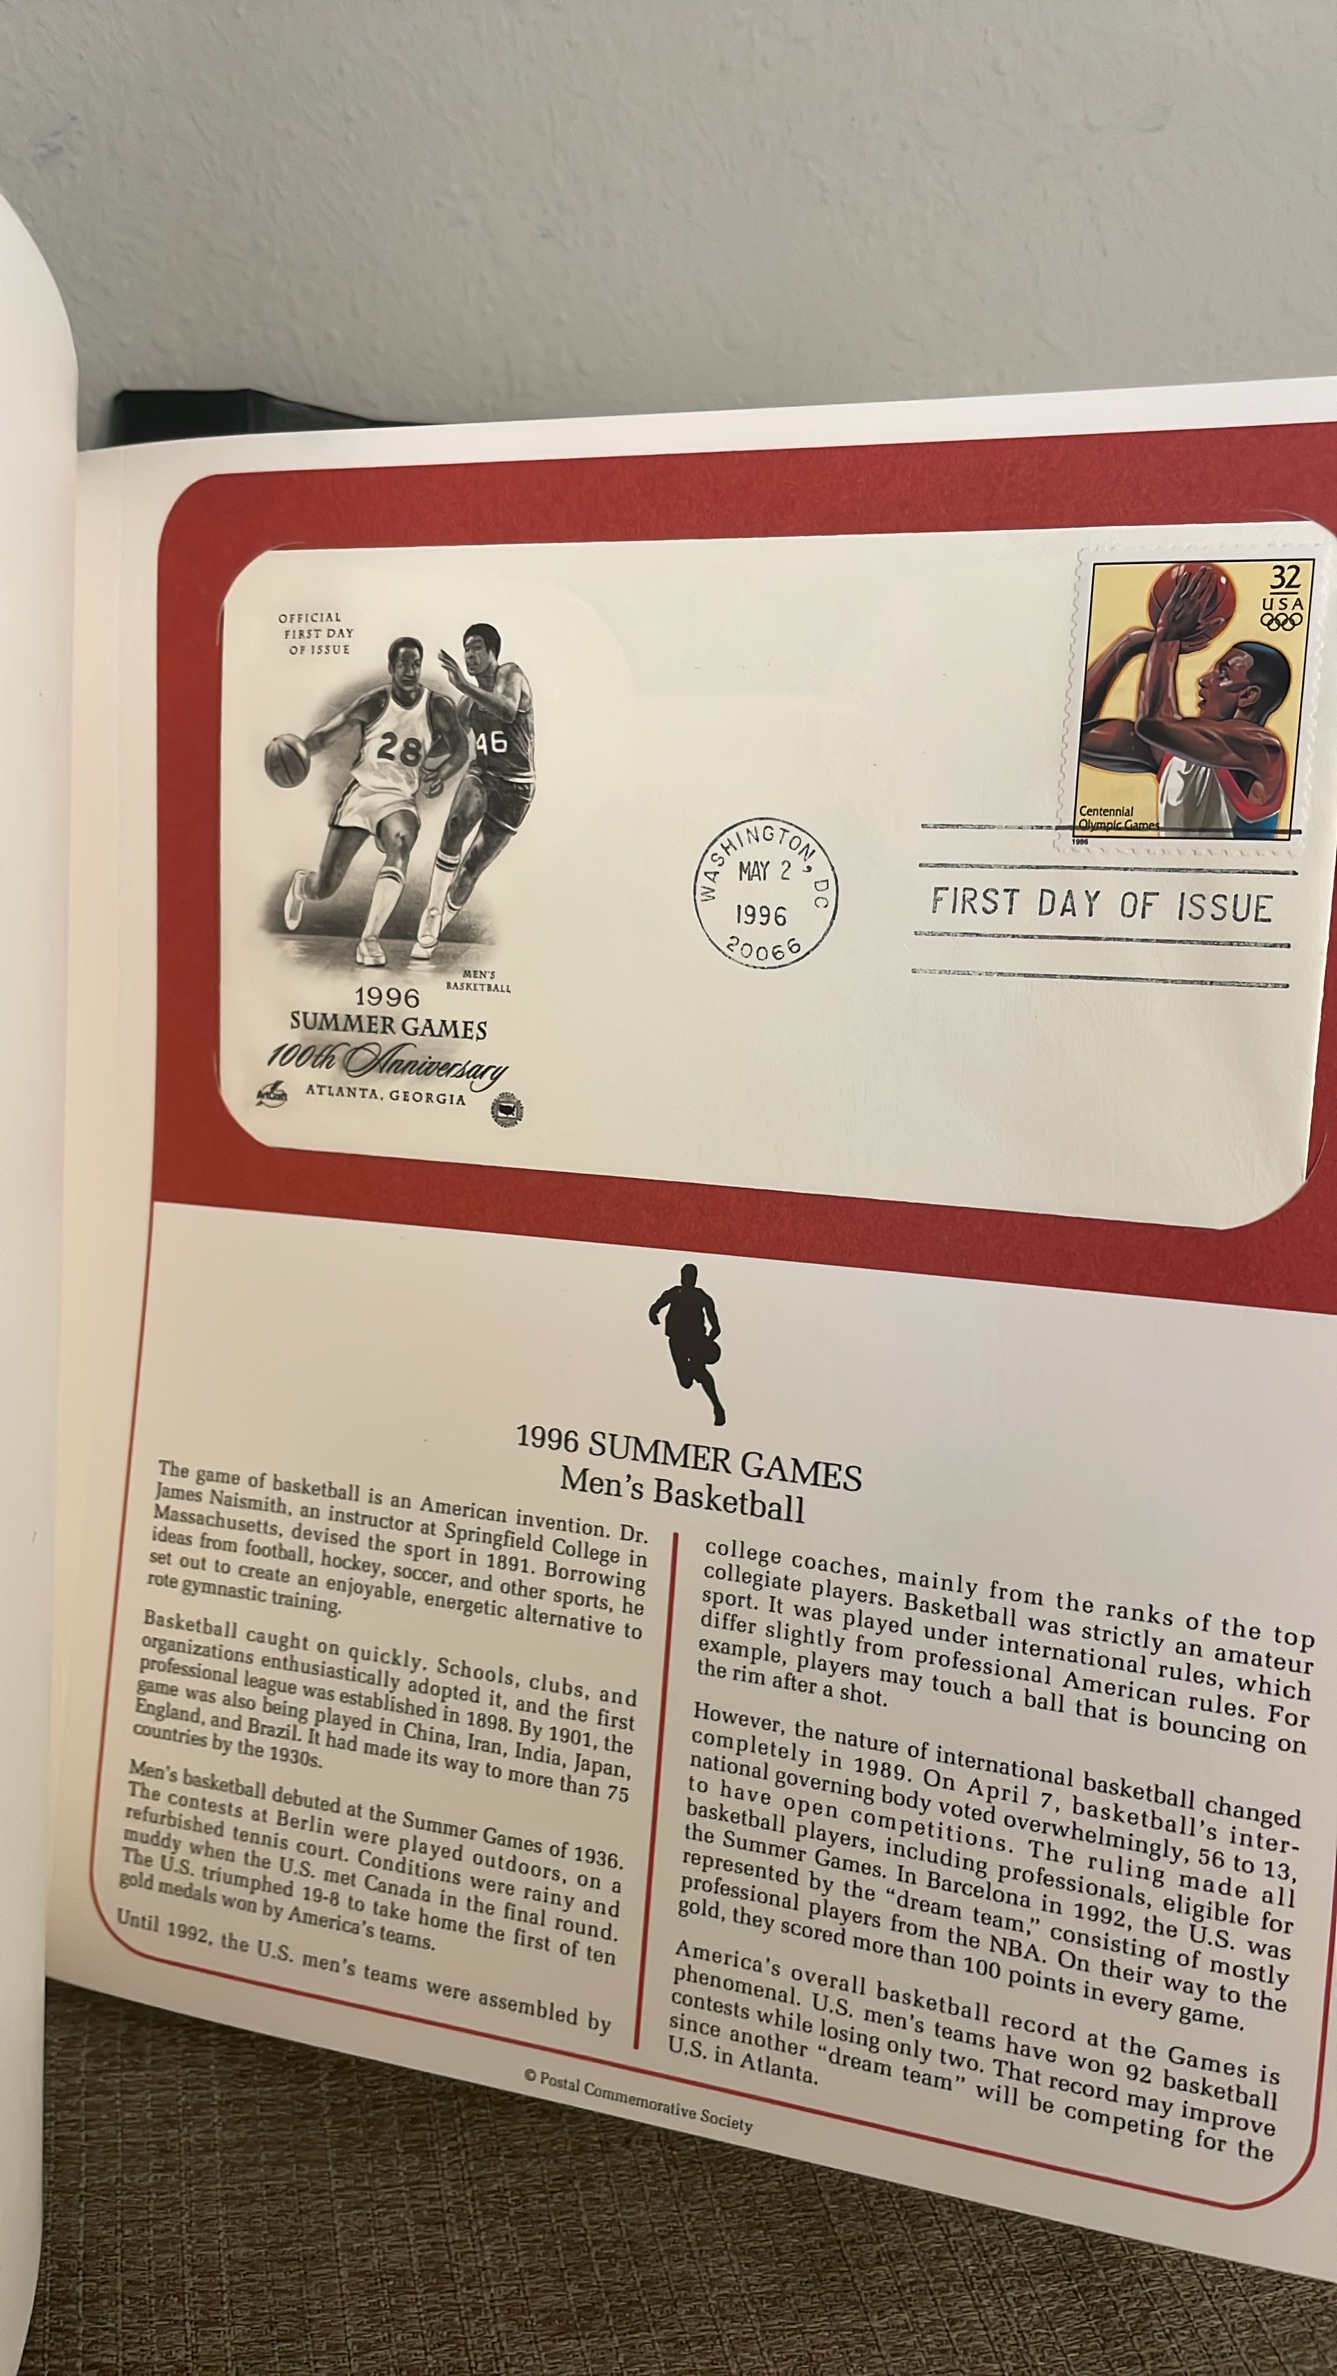 OFFICIAL
FIRST DAY
OF ISSUE
28
46
MEN'S
BASKETBALL
1996
SUMMER GAMES
100th Anniversary
ATLANTA, GEORGIA
ArtCraft
WASHINGTON, DC
MAY 2
1996
20066
32
USA
Centennial
Olympic Games
1996
FIRST DAY OF ISSUE
1996 SUMMER GAMES
Men's Basketball
The game of basketball is an American invention. Dr.
James Naismith, an instructor at Springfield College in
Massachusetts, devised the sport in 1891. Borrowing
ideas from football, hockey, soccer, and other sports, he
set out to create an enjoyable, energetic alternative to
rote gymnastic training.
Basketball caught on quickly. Schools, clubs, and
organizations enthusiastically adopted it, and the first
professional league was established in 1898. By 1901, the
game was also being played in China, Iran, India, Japan,
England, and Brazil. It had made its way to more than 75
countries by the 1930s.
Men's basketball debuted at the Summer Games of 1936.
The contests at Berlin were played outdoors, on a
refurbished tennis court. Conditions were rainy and
muddy when the U.S. met Canada in the final round.
The U.S. triumphed 19-8 to take home the first of ten
gold medals won by America's teams.
Until 1992, the U.S. men's teams were assembled by
college coaches, mainly from the ranks of the top
collegiate players. Basketball was strictly an amateur
sport. It was played under international rules, which
differ slightly from professional American rules. For
example, players may touch a ball that is bouncing on
the rim after a shot.
However, the nature of international basketball changed
completely in 1989. On April 7, basketball's inter-
national governing body voted overwhelmingly, 56 to 13,
to have open competitions. The ruling made all
basketball players, including professionals, eligible for
the Summer Games. In Barcelona in 1992, the U.S. was
represented by the "dream team," consisting of mostly
professional players from the NBA. On their way to the
gold, they scored more than 100 points in every game.
America's overall basketball record at the Games is
phenomenal. U.S. men's teams have won 92 basketball
contests while losing only two. That record may improve
since another "dream team" will be competing for the
U.S. in Atlanta.
© Postal Commemorative Society